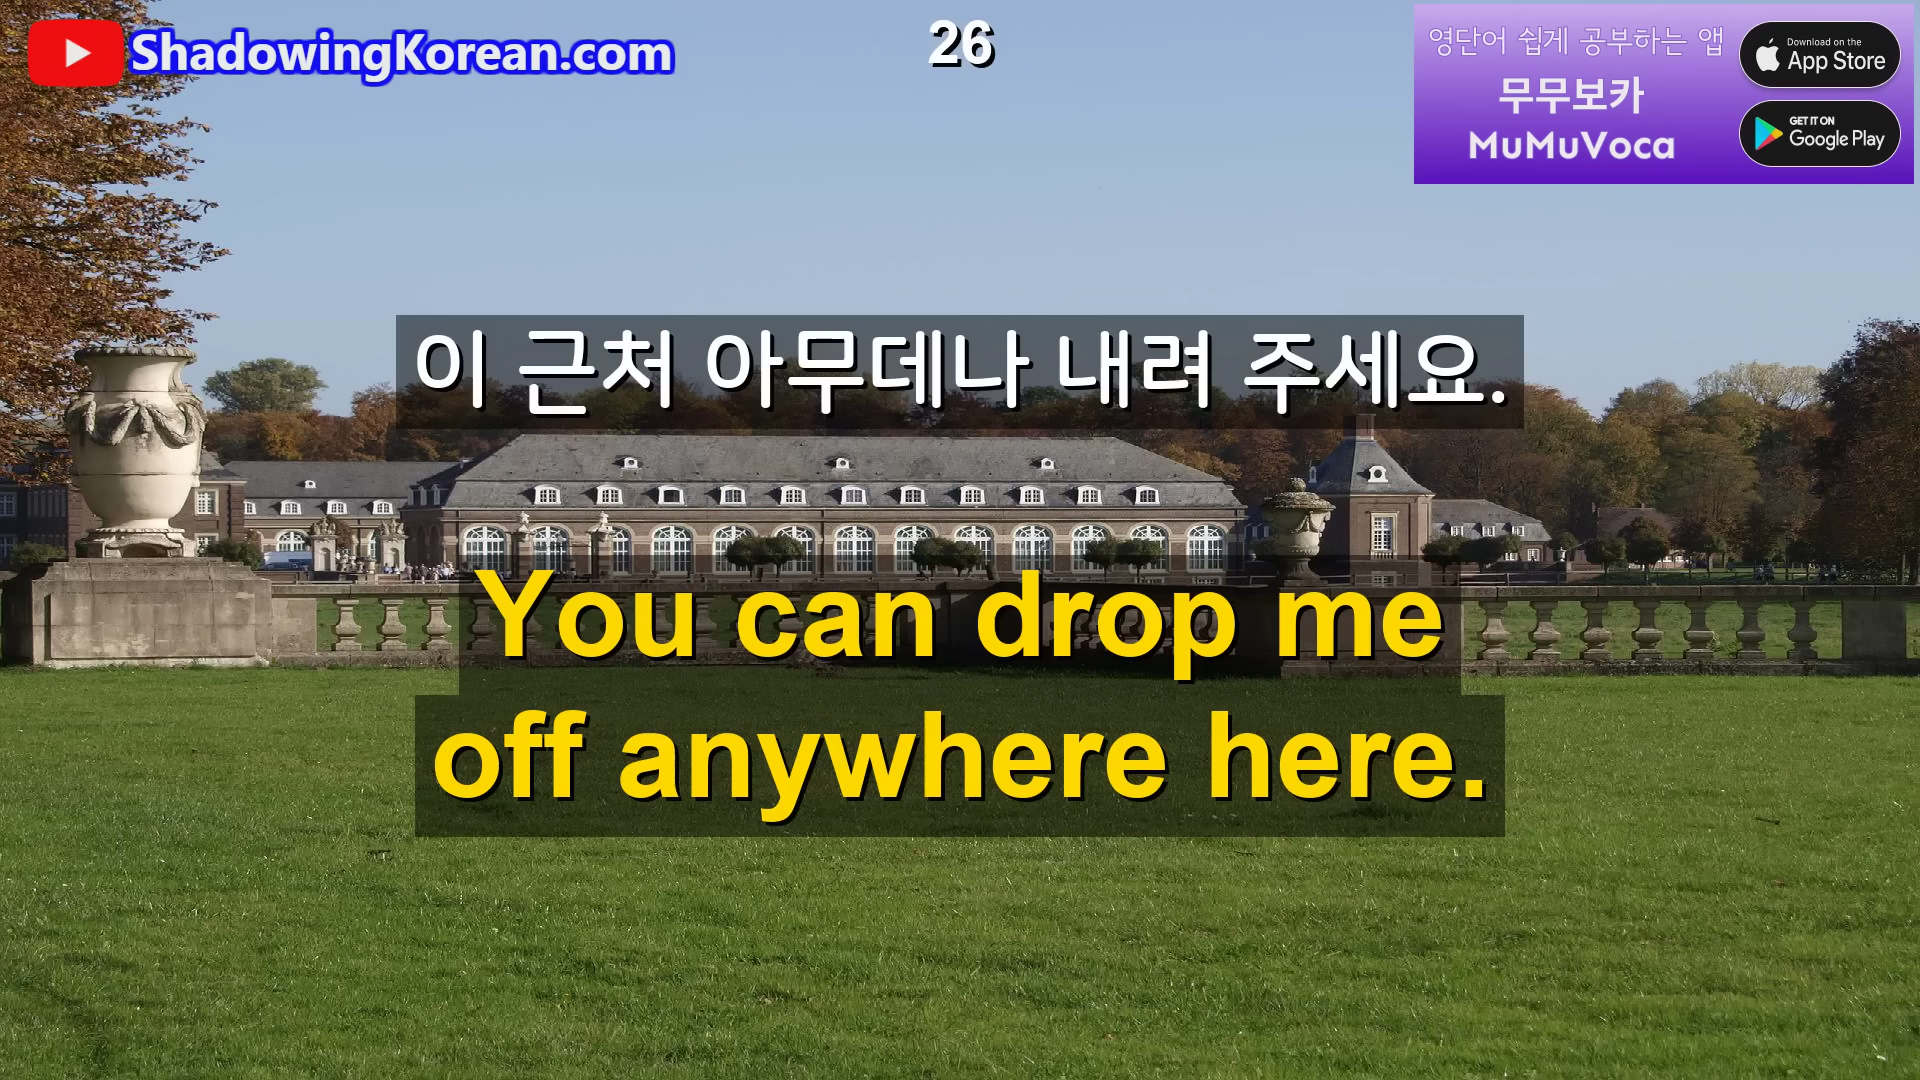 ShadowingKorean.com
26
영단어 쉽게 공부하는 앱
무무보카
MuMuVoca
Download on the
App Store
GET IT ON
Google Play
이 근처 아무데나 내려 주세요.
You can drop me
off anywhere here.